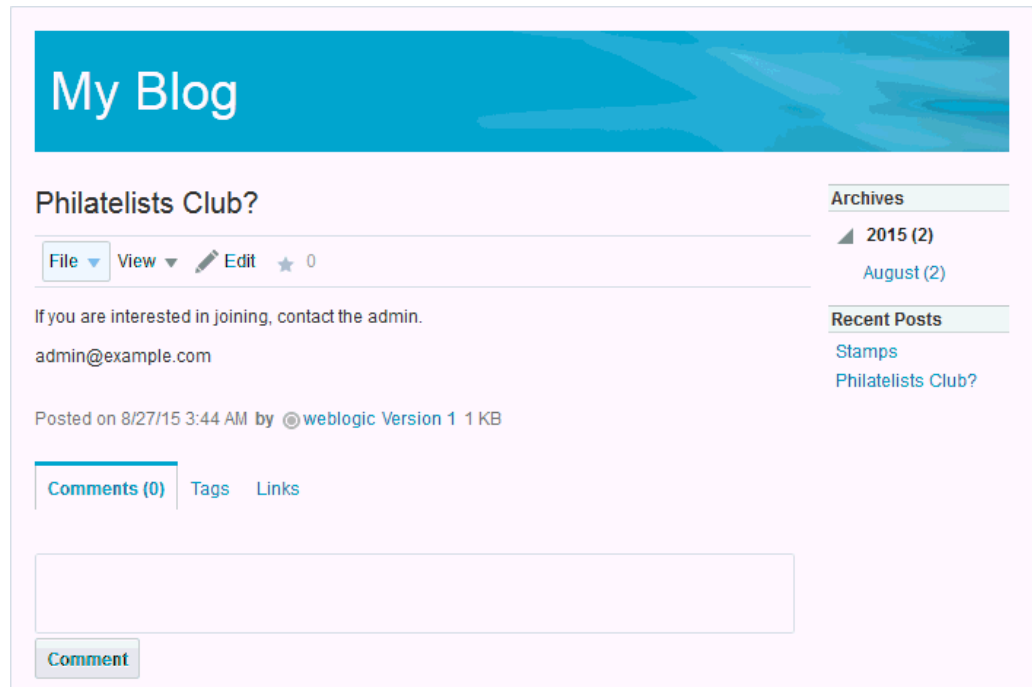 My Blog
Philatelists Club?
File View Edit 0
If you are interested in joining, contact the admin.
admin@example.com
Posted on 8/27/15 3:44 AM by weblogic Version 1 1 KB
Comments (0) Tags Links
Comment
Archives
2015 (2)
August (2)
Recent Posts
Stamps
Philatelists Club?